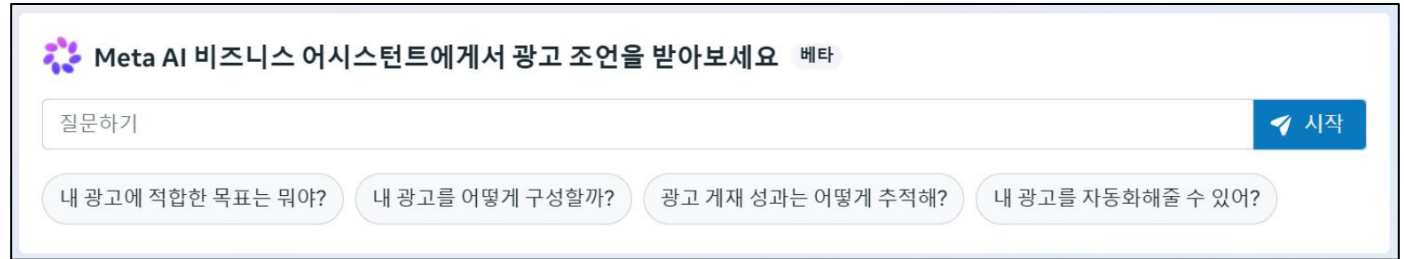 Meta AI 비즈니스 어시스턴트에게서 광고 조언을 받아보세요 베타
질문하기 시작
내 광고에 적합한 목표는 뭐야? 내 광고를 어떻게 구성할까? 광고 게재 성과는 어떻게 추적해? 내 광고를 자동화해줄 수 있어?